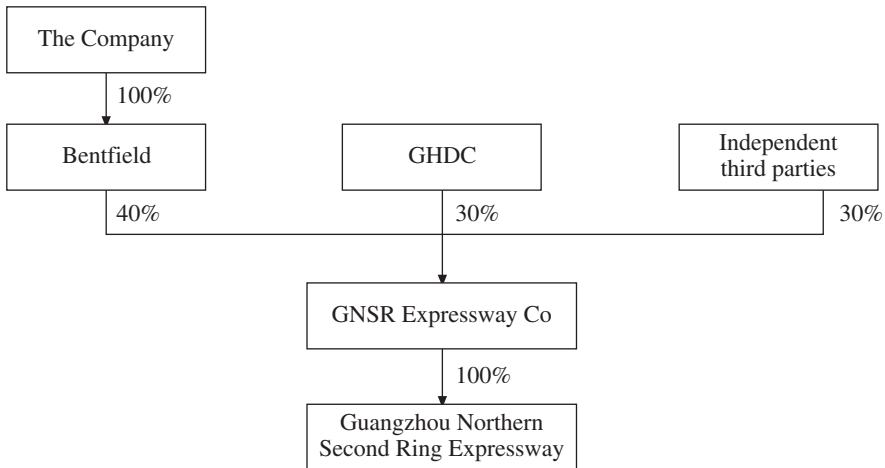 The Company
100%
Bentfield
GHDC
Independent
third parties
40%
30%
30%
GNSR Expressway Co
100%
Guangzhou Northern
Second Ring Expressway